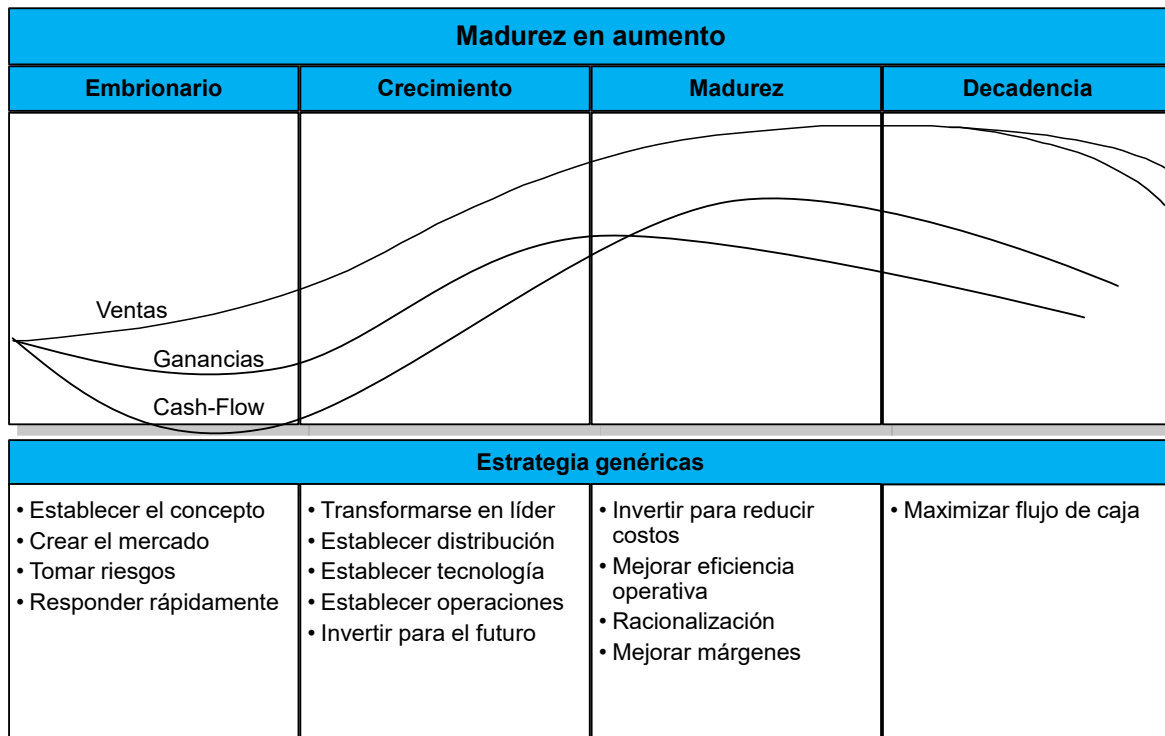 Madurez en aumento
Embrionario
Crecimiento
Madurez
Decadencia
Ventas
Ganancias
Cash-Flow
Estrategia genéricas
• Establecer el concepto
• Crear el mercado
• Tomar riesgos
• Responder rápidamente
• Transformarse en líder
• Establecer distribución
• Establecer tecnología
• Establecer operaciones
• Invertir para el futuro
• Invertir para reducir
costos
• Mejorar eficiencia
operativa
• Racionalización
• Mejorar márgenes
• Maximizar flujo de caja